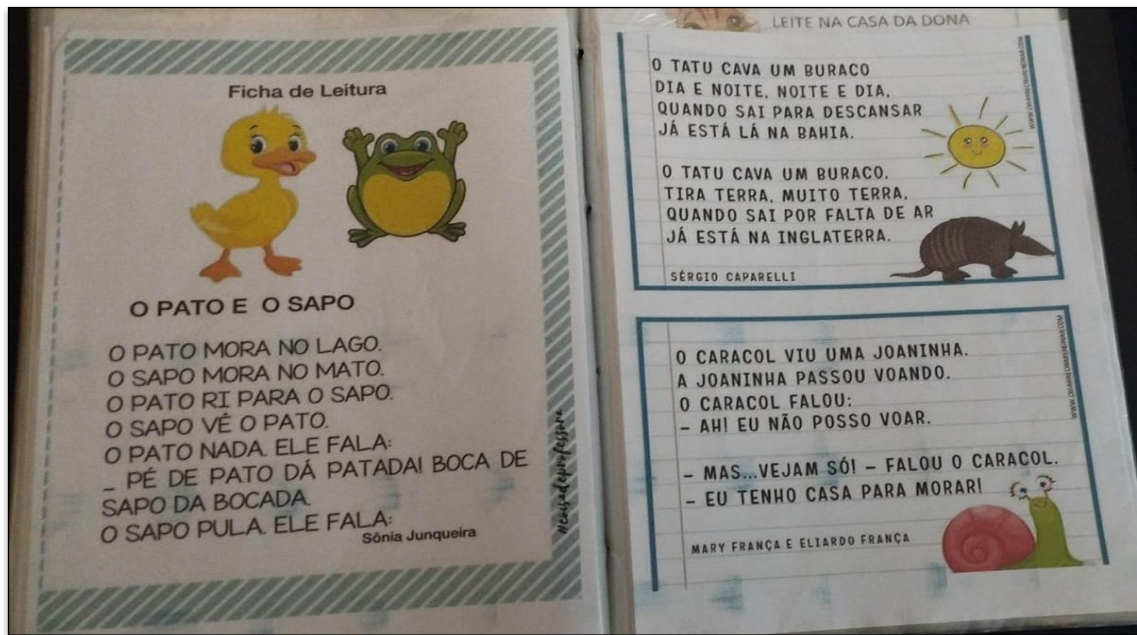 Ficha de Leitura
O PATO E O SAPO
O PATO MORA NO LAGO.
O SAPO MORA NO MATO.
O PATO RI PARA O SAPO.
O SAPO VÊ O PATO.
O PATO NADA. ELE FALA:
_ PÉ DE PATO DÁ PATADA! BOCA DE
SAPO DA BOCADA.
O SAPO PULA. ELE FALA:
Sônia Junqueira
LEITE NA CASA DA DONA
O TATU CAVA UM BURACO
DIA E NOITE, NOITE E DIA,
QUANDO SAI PARA DESCANSAR
JÁ ESTÁ LÁ NA BAHIA.
O TATU CAVA UM BURACO,
TIRA TERRA, MUITO TERRA,
QUANDO SAI POR FALTA DE AR
JÁ ESTÁ NA INGLATERRA.
SÉRGIO CAPARELLI
O CARACOL VIU UMA JOANINHA.
A JOANINHA PASSOU VOANDO.
O CARACOL FALOU:
– AH! EU NÃO POSSO VOAR.
– MAS...VEJAM SÓ! – FALOU O CARACOL.
– EU TENHO CASA PARA MORAR!
MARY FRANÇA E ELIARDO FRANÇA